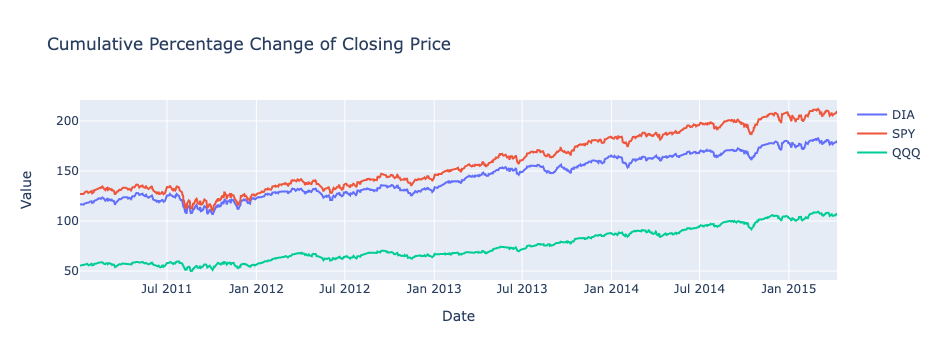 Cumulative Percentage Change of Closing Price
200
150
100
50
Value
Jul 2011 Jan 2012 Jul 2012 Jan 2013 Jul 2013 Jan 2014 Jul 2014 Jan 2015
Date
DIA
SPY
QQQ